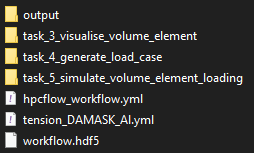 output
task_3_visualise_volume_element
task_4_generate_load_case
task_5_simulate_volume_element_loading
hpcflow_workflow.yml
tension_DAMASK_Al.yml
workflow.hdf5